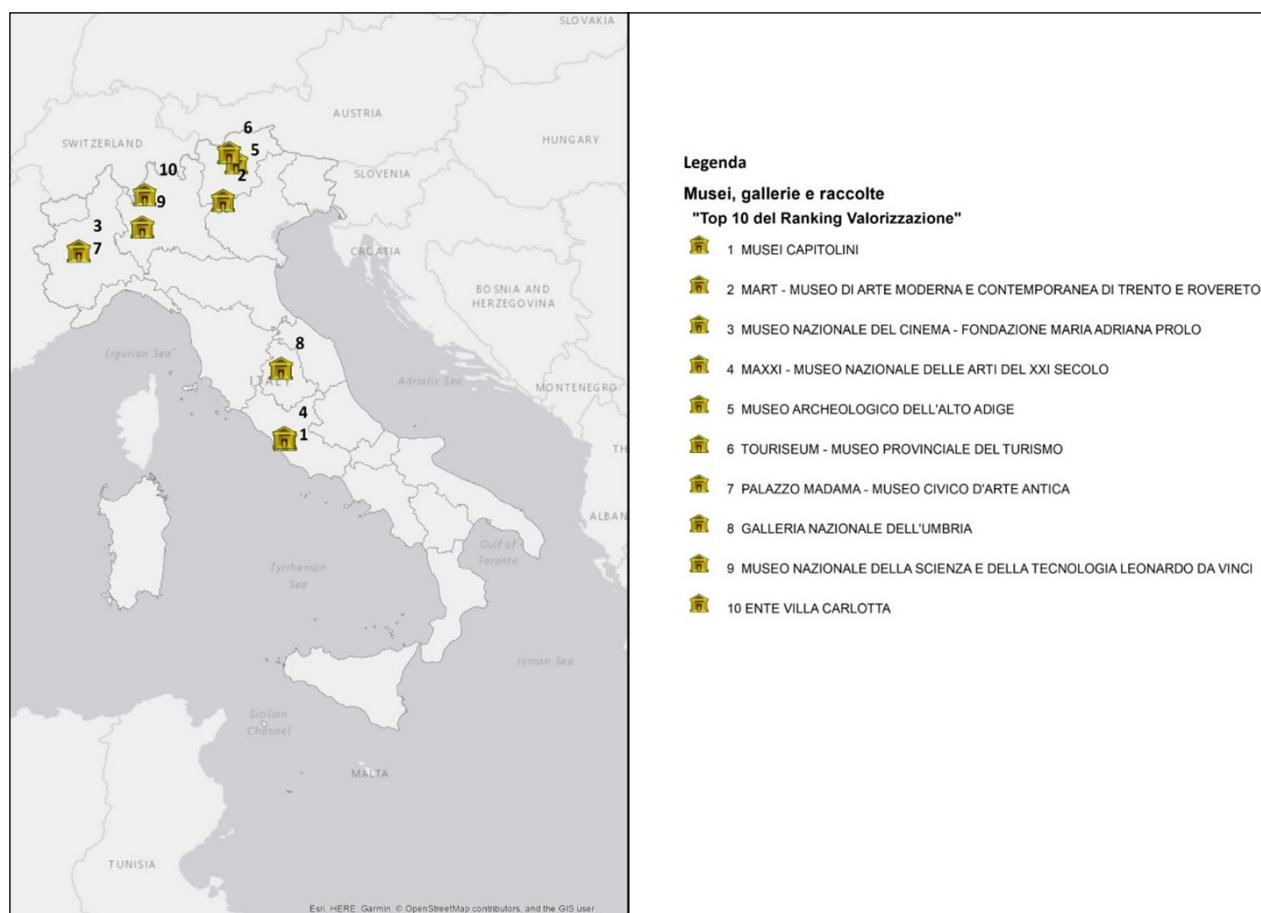 SLOVAKIA
AUSTRIA
6
SWITZERLAND
HUNGARY
5
10
2
SLOVENIA
9
3
7
CROATIA
BOSNIA AND
HERZEGOVINA
8
Ligurian Sea
ITALY
Adriatic Sea
MONTENEGRO
4
1
TH
ALBAN
Gulf of
Taranto
Tyrrhenian
Sea
Ionian Sea
Sicilian
Channel
MALTA
TUNISIA
Esri, HERE, Garmin, © OpenStreetMap contributors, and the GIS user
Legenda
Musei, gallerie e raccolte
"Top 10 del Ranking Valorizzazione"
1 MUSEI CAPITOLINI
2 MART - MUSEO DI ARTE MODERNA E CONTEMPORANEA DI TRENTO E ROVERETO
3 MUSEO NAZIONALE DEL CINEMA - FONDAZIONE MARIA ADRIANA PROLO
4 MAXXI - MUSEO NAZIONALE DELLE ARTI DEL XXI SECOLO
5 MUSEO ARCHEOLOGICO DELL'ALTO ADIGE
6 TOURISEUM - MUSEO PROVINCIALE DEL TURISMO
7 PALAZZO MADAMA - MUSEO CIVICO D'ARTE ANTICA
8 GALLERIA NAZIONALE DELL'UMBRIA
9 MUSEO NAZIONALE DELLA SCIENZA E DELLA TECNOLOGIA LEONARDO DA VINCI
10 ENTE VILLA CARLOTTA